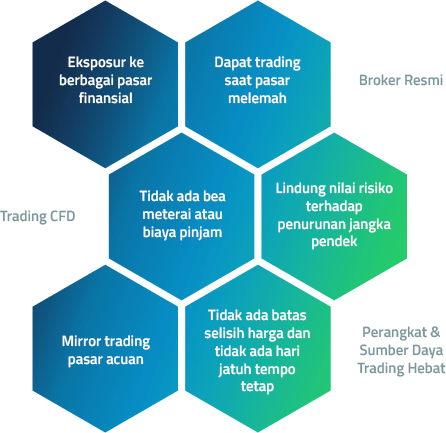 Eksposur ke
berbagai pasar
finansial
Dapat trading
saat pasar
melemah
Broker Resmi
Trading CFD
Tidak ada bea
meterai atau
biaya pinjam
Lindung nilai risiko
terhadap
penurunan jangka
pendek
Mirror trading
pasar acuan
Tidak ada batas
selisih harga dan
tidak ada hari
jatuh tempo
tetap
Perangkat &
Sumber Daya
Trading Hebat